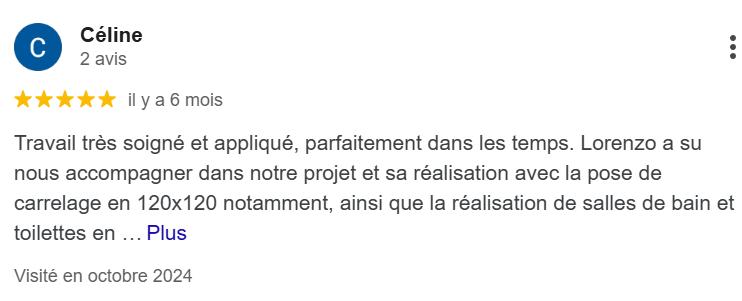 C
Céline
2 avis
il y a 6 mois
Travail très soigné et appliqué, parfaitement dans les temps. Lorenzo a su
nous accompagner dans notre projet et sa réalisation avec la pose de
carrelage en 120x120 notamment, ainsi que la réalisation de salles de bain et
toilettes en … Plus
Visité en octobre 2024